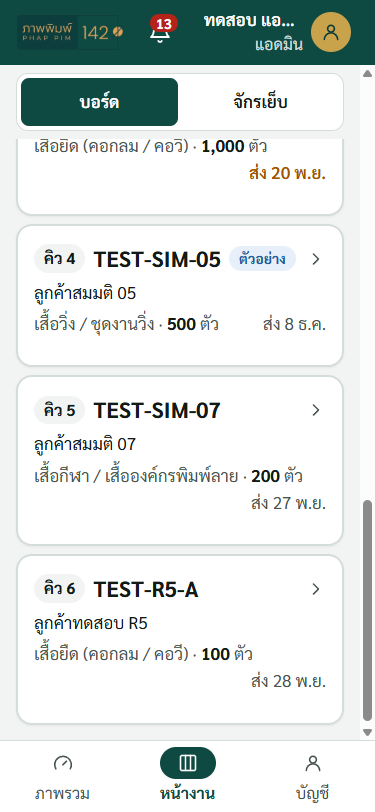 ภาพพิมพ์ 142
PHAP PIM
13
ทดสอบ แอ...
แอดมิน
บอร์ด
จักรเย็บ
เสื้อยืด (คอกลม / คอวี) · 1,000 ตัว
ส่ง 20 พ.ย.
คิว 4 TEST-SIM-05 ตัวอย่าง
ลูกค้าสมมติ 05
เสื้อวิ่ง / ชุดงานวิ่ง · 500 ตัว ส่ง 8 ธ.ค.
คิว 5 TEST-SIM-07
ลูกค้าสมมติ 07
เสื้อกีฬา / เสื้อองค์กรพิมพ์ลาย · 200 ตัว
ส่ง 27 พ.ย.
คิว 6 TEST-R5-A
ลูกค้าทดสอบ R5
เสื้อยืด (คอกลม / คอวี) · 100 ตัว
ส่ง 28 พ.ย.
ภาพรวม
หน้างาน
บัญชี